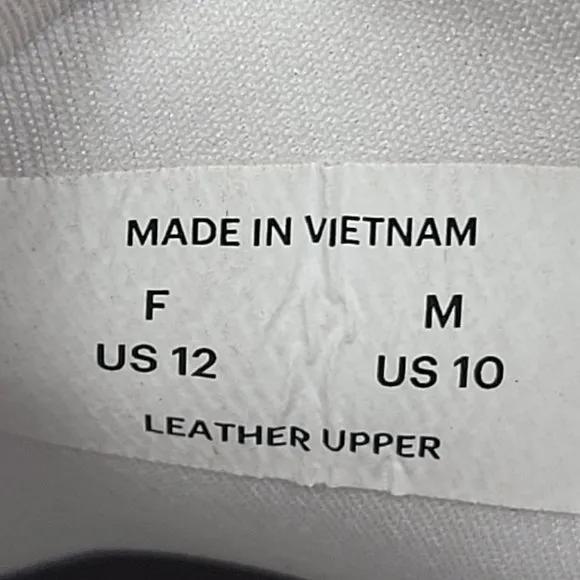 MADE IN VIETNAM
F M
US 12 US 10
LEATHER UPPER